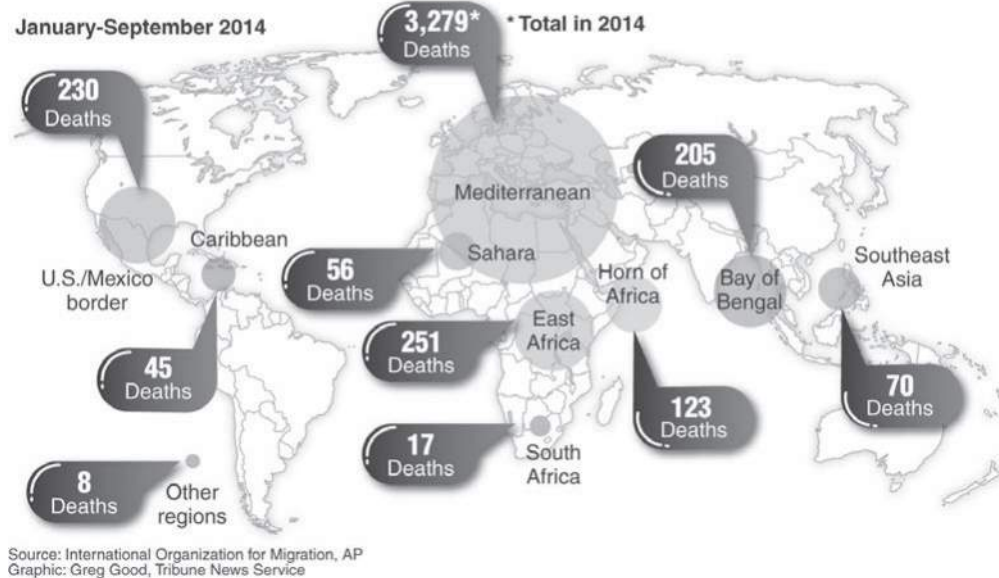 January-September 2014
3,279*
Deaths
* Total in 2014
230
Deaths
205
Deaths
Mediterranean
Caribbean
Sahara
Southeast
Asia
U.S./Mexico
border
56
Deaths
Horn of
Africa
Bay of
Bengal
East
Africa
251
Deaths
45
Deaths
70
Deaths
123
Deaths
17
Deaths
South
Africa
8
Deaths
Other
regions
Source: International Organization for Migration, AP
Graphic: Greg Good, Tribune News Service